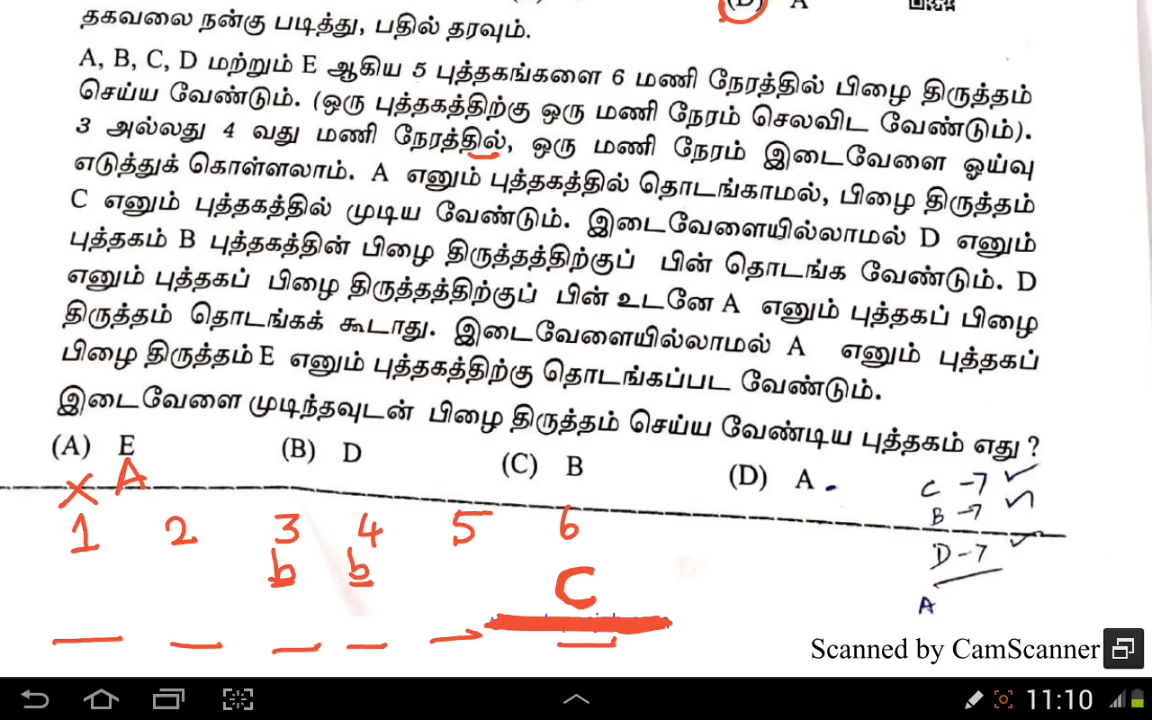 (D) A
தகவலை நன்கு படித்து, பதில் தரவும்.
A, B, C, D மற்றும் E ஆகிய 5 புத்தகங்களை 6 மணி நேரத்தில் பிழை திருத்தம்
செய்ய வேண்டும். (ஒரு புத்தகத்திற்கு ஒரு மணி நேரம் செலவிட வேண்டும்).
3 அல்லது 4 வது மணி நேரத்தில், ஒரு மணி நேரம் இடைவேளை ஓய்வு
எடுத்துக் கொள்ளலாம். A எனும் புத்தகத்தில் தொடங்காமல், பிழை திருத்தம்
C எனும் புத்தகத்தில் முடிய வேண்டும். இடைவேளையில்லாமல் D எனும்
புத்தகம் B புத்தகத்தின் பிழை திருத்தத்திற்குப் பின் தொடங்க வேண்டும். D
எனும் புத்தகப் பிழை திருத்தத்திற்குப் பின் உடனே A எனும் புத்தகப் பிழை
திருத்தம் தொடங்கக் கூடாது. இடைவேளையில்லாமல் A எனும் புத்தகப்
பிழை திருத்தம் E எனும் புத்தகத்திற்கு தொடங்கப்பட வேண்டும்.
இடைவேளை முடிந்தவுடன் பிழை திருத்தம் செய்ய வேண்டிய புத்தகம் எது ?
(A) E (B) D (C) B (D) A
X A
1 2 3 4 5 6
b b C
C -7 ✓
B -7 ✓
D -7 ✓
A
Scanned by CamScanner
11:10